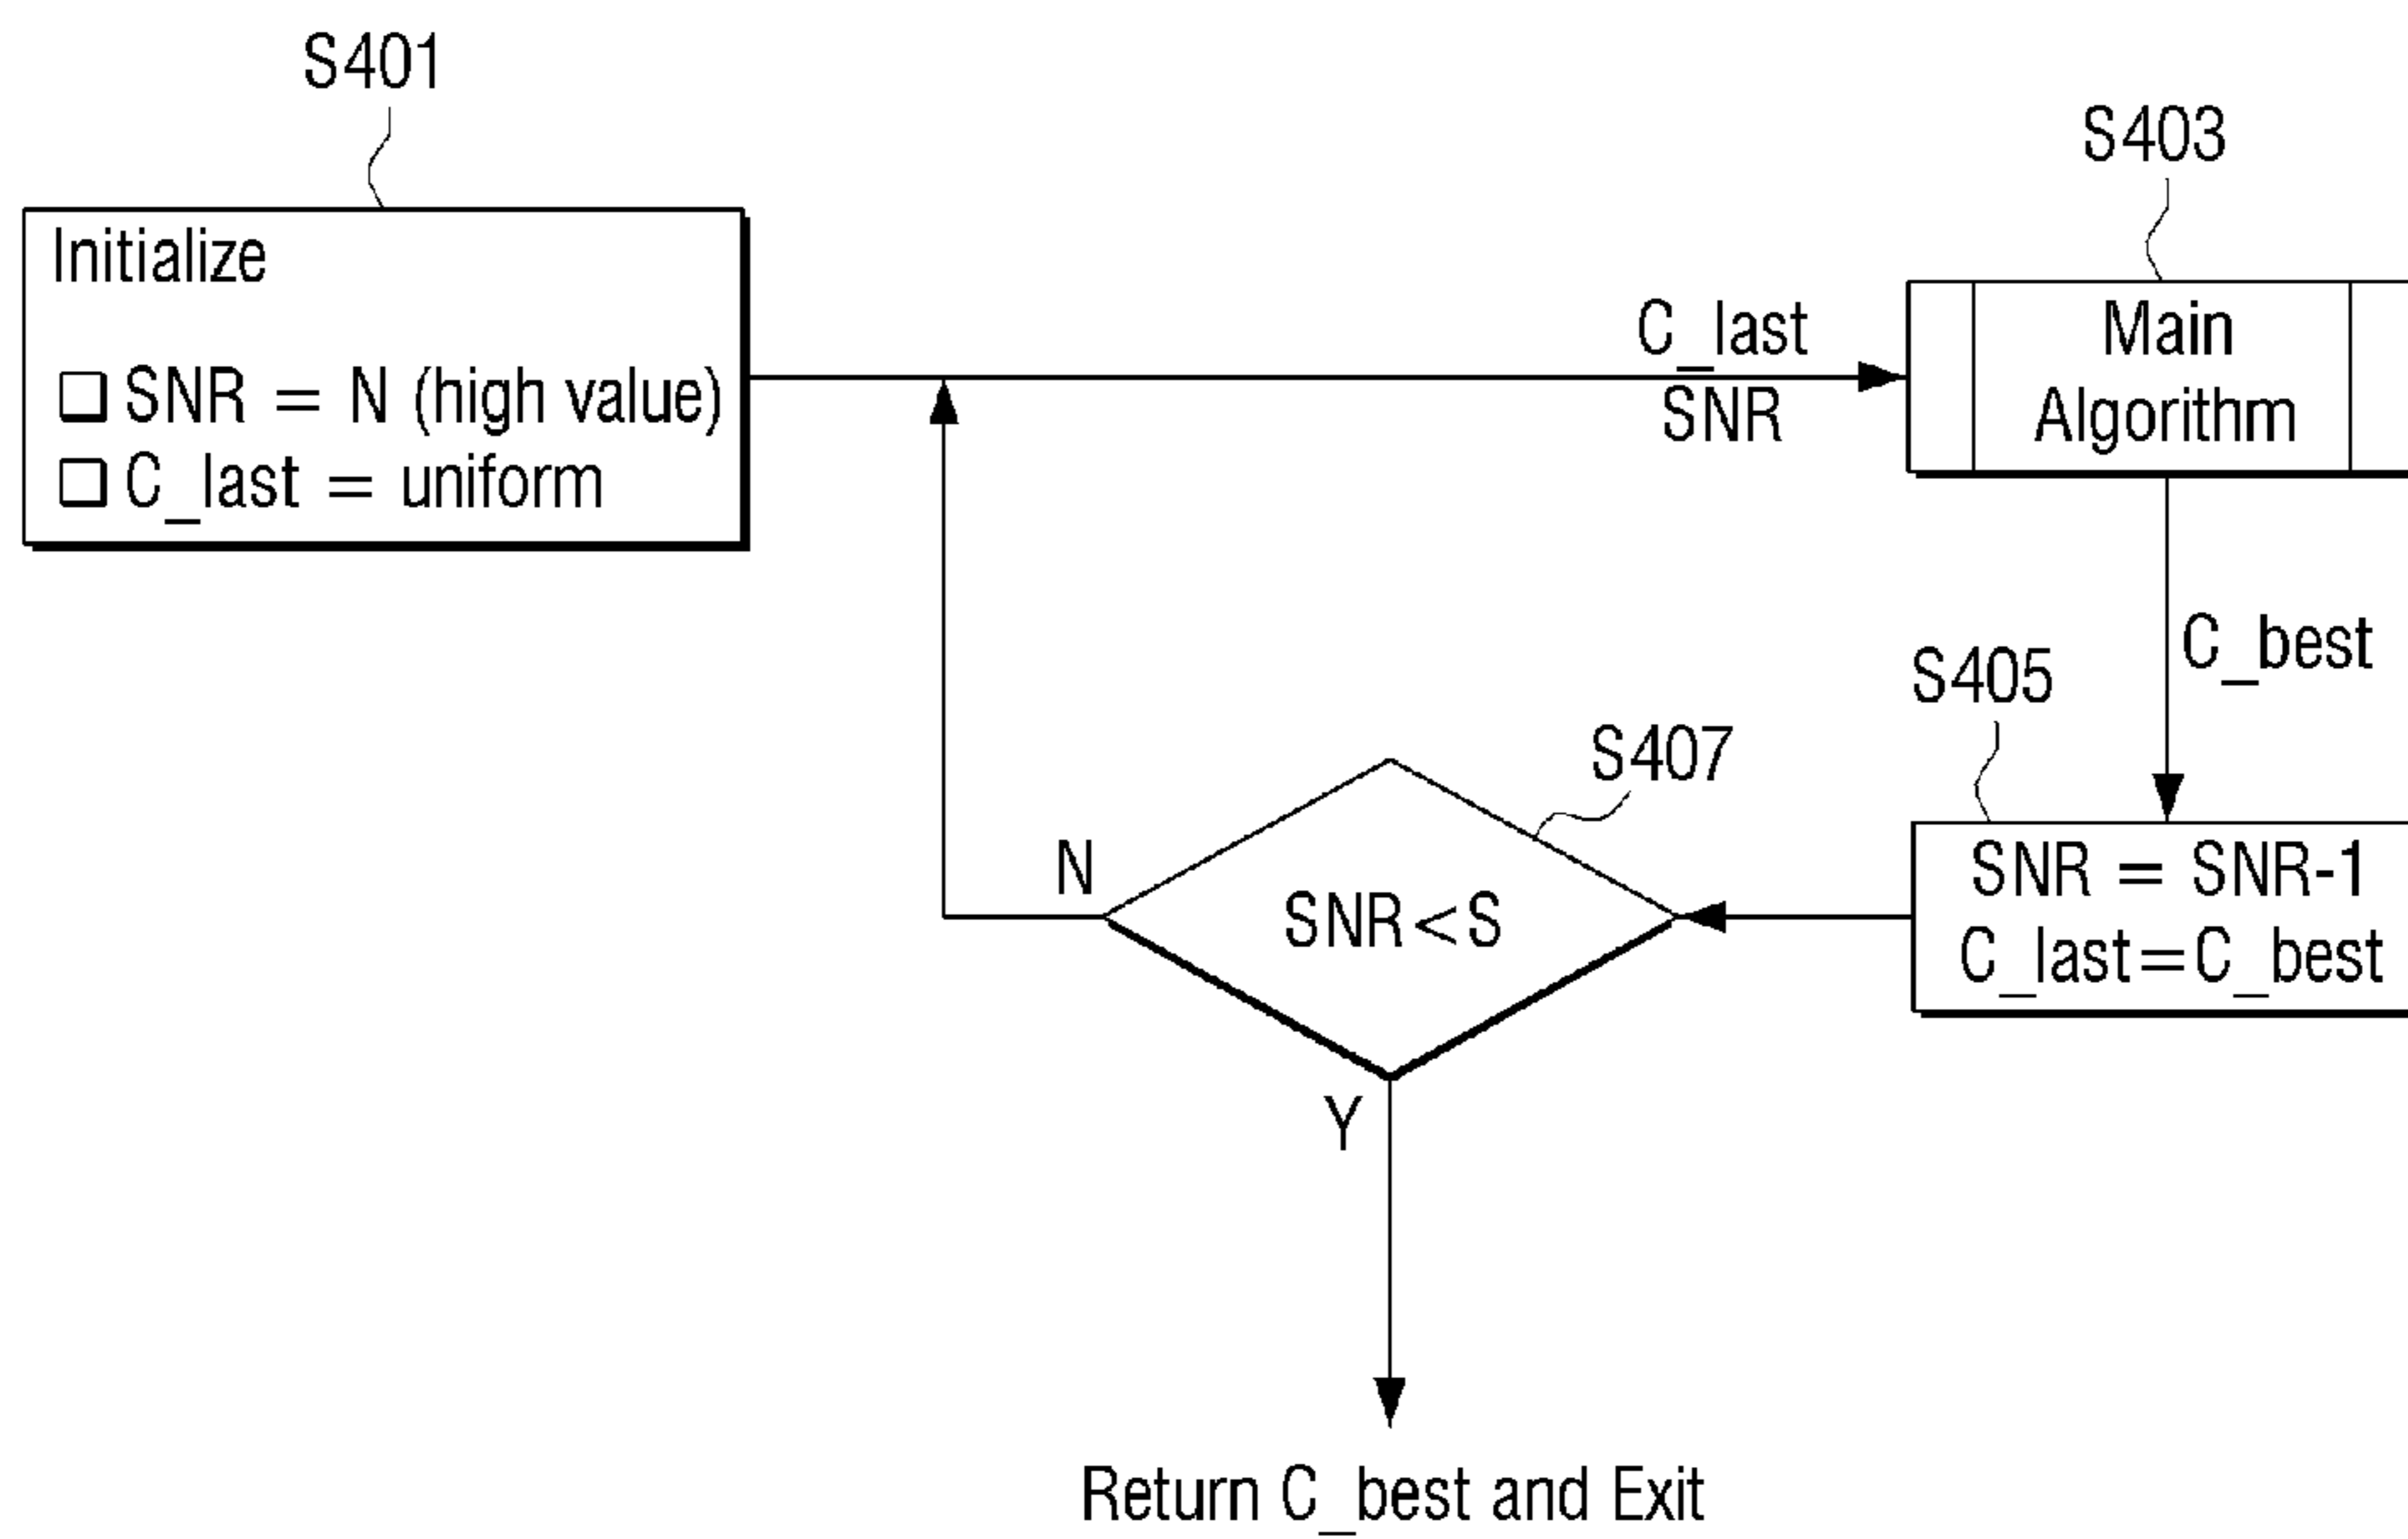 S401
Initialize
SNR = N (high value)
C_last = uniform
C_last
SNR
S403
Main
Algorithm
C_best
S405
SNR = SNR-1
C_last=C_best
S407
SNR<S
N
Y
Return C_best and Exit